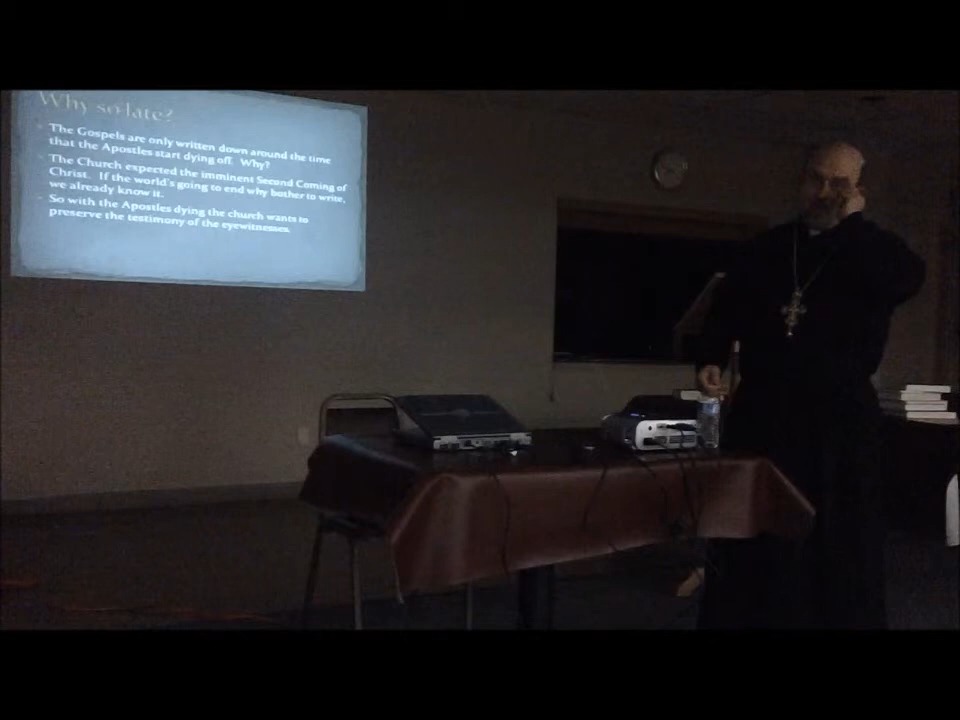 Why so late?
The Gospels are only written down around the time
that the Apostles start dying off. Why?
The Church expected the imminent Second Coming of
Christ. If the world's going to end why bother to write,
we already know it.
So with the Apostles dying the church wants to
preserve the testimony of the eyewitnesses.